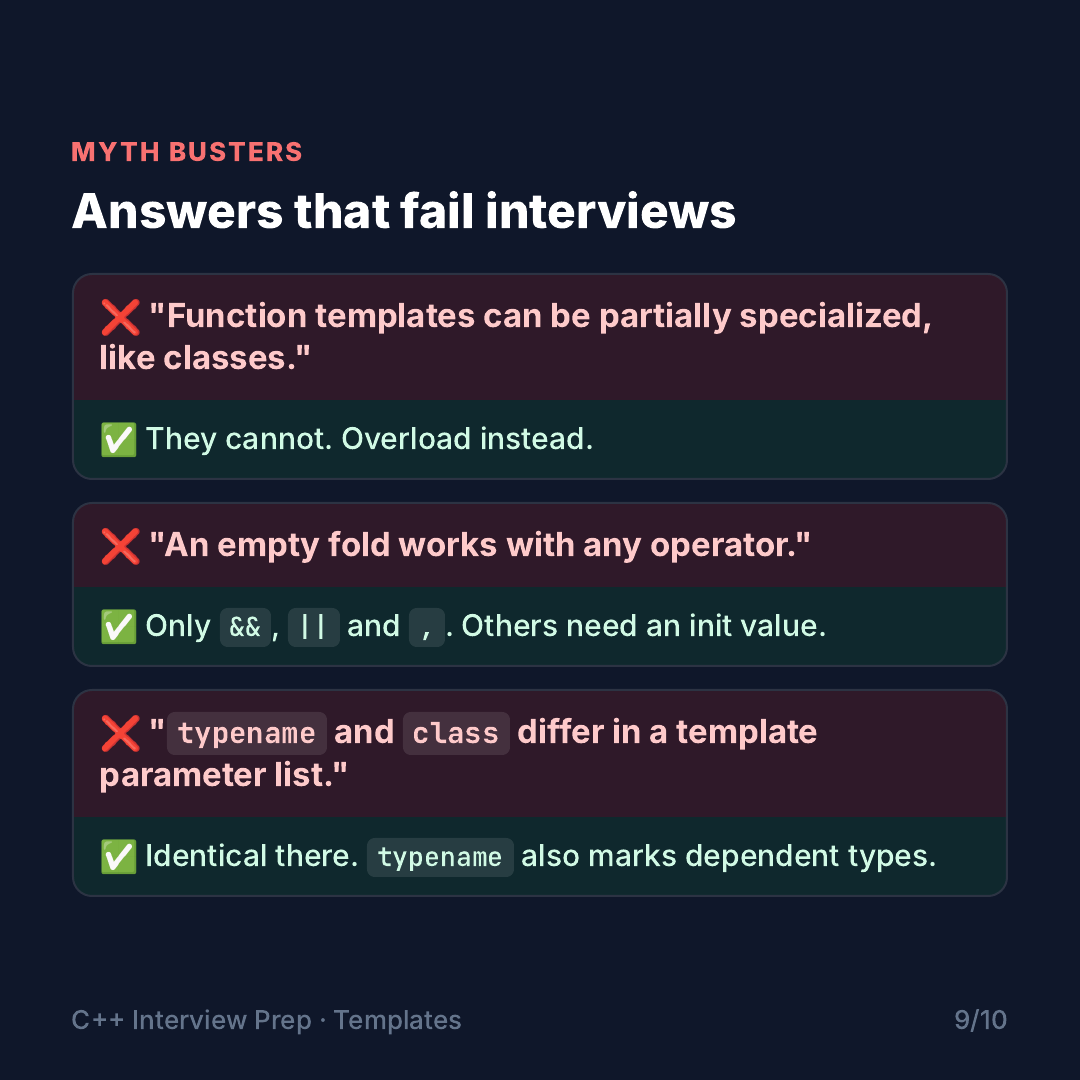 MYTH BUSTERS
Answers that fail interviews
❌ "Function templates can be partially specialized,
like classes."
✅ They cannot. Overload instead.
❌ "An empty fold works with any operator."
✅ Only &&, || and ,. Others need an init value.
❌ "typename and class differ in a template
parameter list."
✅ Identical there. typename also marks dependent types.
C++ Interview Prep · Templates
9/10